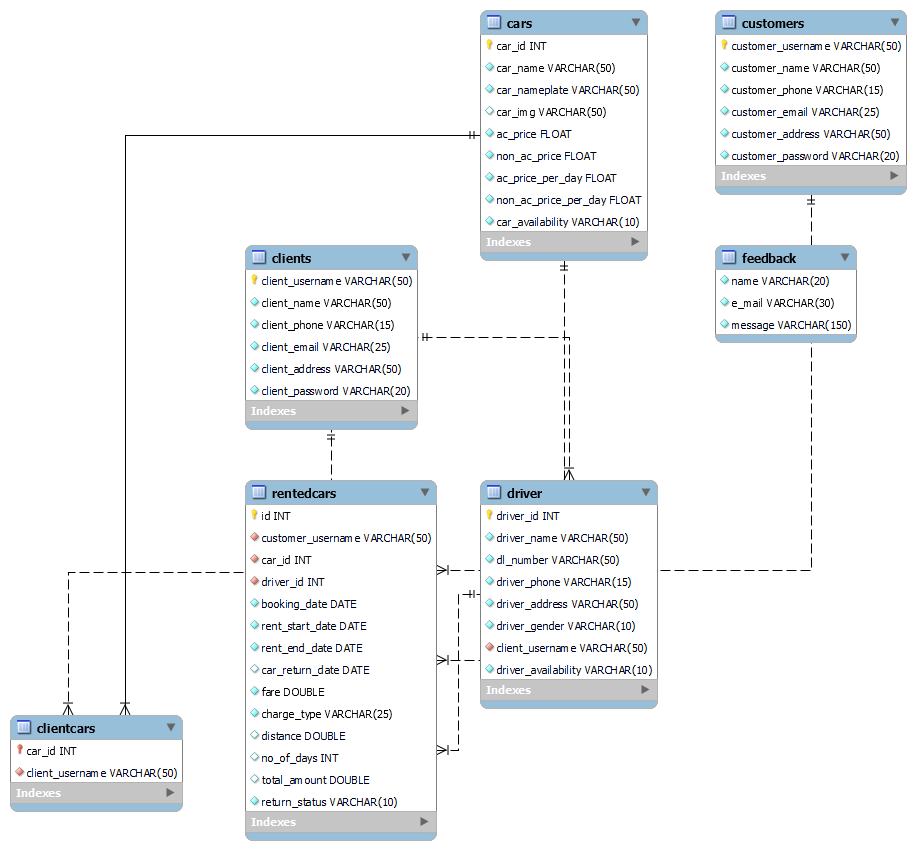 cars
car_id INT
car_name VARCHAR(50)
car_nameplate VARCHAR(50)
car_img VARCHAR(50)
ac_price FLOAT
non_ac_price FLOAT
ac_price_per_day FLOAT
non_ac_price_per_day FLOAT
car_availability VARCHAR(10)
Indexes
customers
customer_username VARCHAR(50)
customer_name VARCHAR(50)
customer_phone VARCHAR(15)
customer_email VARCHAR(25)
customer_address VARCHAR(50)
customer_password VARCHAR(20)
Indexes
clients
client_username VARCHAR(50)
client_name VARCHAR(50)
client_phone VARCHAR(15)
client_email VARCHAR(25)
client_address VARCHAR(50)
client_password VARCHAR(20)
Indexes
feedback
name VARCHAR(20)
e_mail VARCHAR(30)
message VARCHAR(150)
rentedcars
id INT
customer_username VARCHAR(50)
car_id INT
driver_id INT
booking_date DATE
rent_start_date DATE
rent_end_date DATE
car_return_date DATE
fare DOUBLE
charge_type VARCHAR(25)
distance DOUBLE
no_of_days INT
total_amount DOUBLE
return_status VARCHAR(10)
Indexes
driver
driver_id INT
driver_name VARCHAR(50)
dl_number VARCHAR(50)
driver_phone VARCHAR(15)
driver_address VARCHAR(50)
driver_gender VARCHAR(10)
client_username VARCHAR(50)
driver_availability VARCHAR(10)
Indexes
clientcars
car_id INT
client_username VARCHAR(50)
Indexes